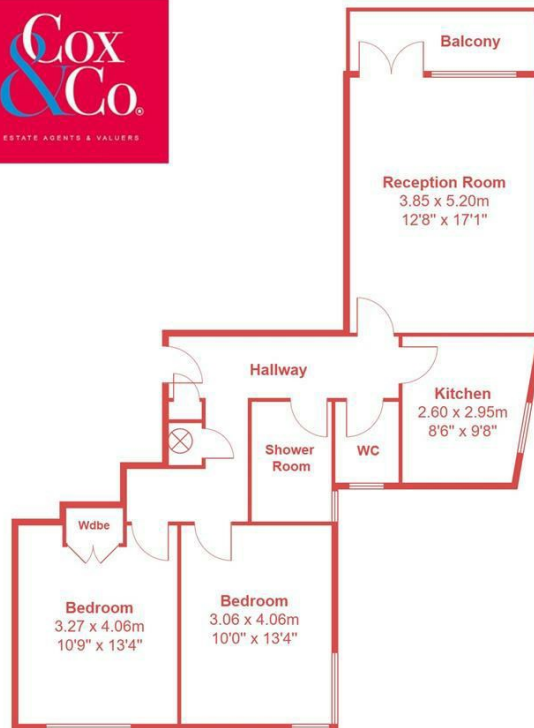 Cox
& Co.
ESTATE AGENTS & VALUERS
Balcony
Reception Room
3.85 x 5.20m
12'8" x 17'1"
Hallway
Kitchen
2.60 x 2.95m
8'6" x 9'8"
Shower
Room
WC
Wdbe
Bedroom
3.27 x 4.06m
10'9" x 13'4"
Bedroom
3.06 x 4.06m
10'0" x 13'4"